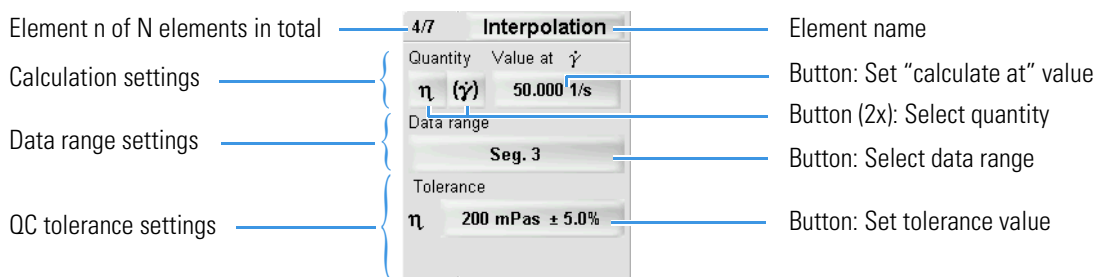 Element n of N elements in total
4/7 Interpolation
Element name
Calculation settings
Quantity Value at γ̇
η (γ̇) 50.000 1/s
Button: Set “calculate at” value
Button (2x): Select quantity
Data range settings
Data range
Seg. 3
Button: Select data range
QC tolerance settings
Tolerance
η 200 mPas ± 5.0%
Button: Set tolerance value